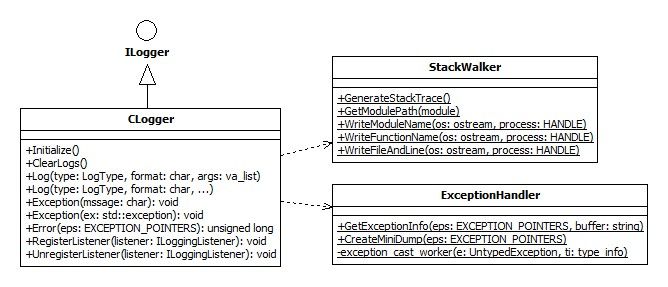 ILogger
CLogger
+Initialize()
+ClearLogs()
+Log(type: LogType, format: char, args: va_list)
+Log(type: LogType, format: char, ...)
+Exception(mssage: char): void
+Exception(ex: std::exception): void
+Error(eps: EXCEPTION_POINTERS): unsigned long
+RegisterListener(listener: ILoggingListener): void
+UnregisterListener(listener: ILoggingListener): void
StackWalker
+GenerateStackTrace()
+GetModulePath(module)
+WriteModuleName(os: ostream, process: HANDLE)
+WriteFunctionName(os: ostream, process: HANDLE)
+WriteFileAndLine(os: ostream, process: HANDLE)
ExceptionHandler
+GetExceptionInfo(eps: EXCEPTION_POINTERS, buffer: string)
+CreateMiniDump(eps: EXCEPTION_POINTERS)
-exception_cast_worker(e: UntypedException, ti: type_info)